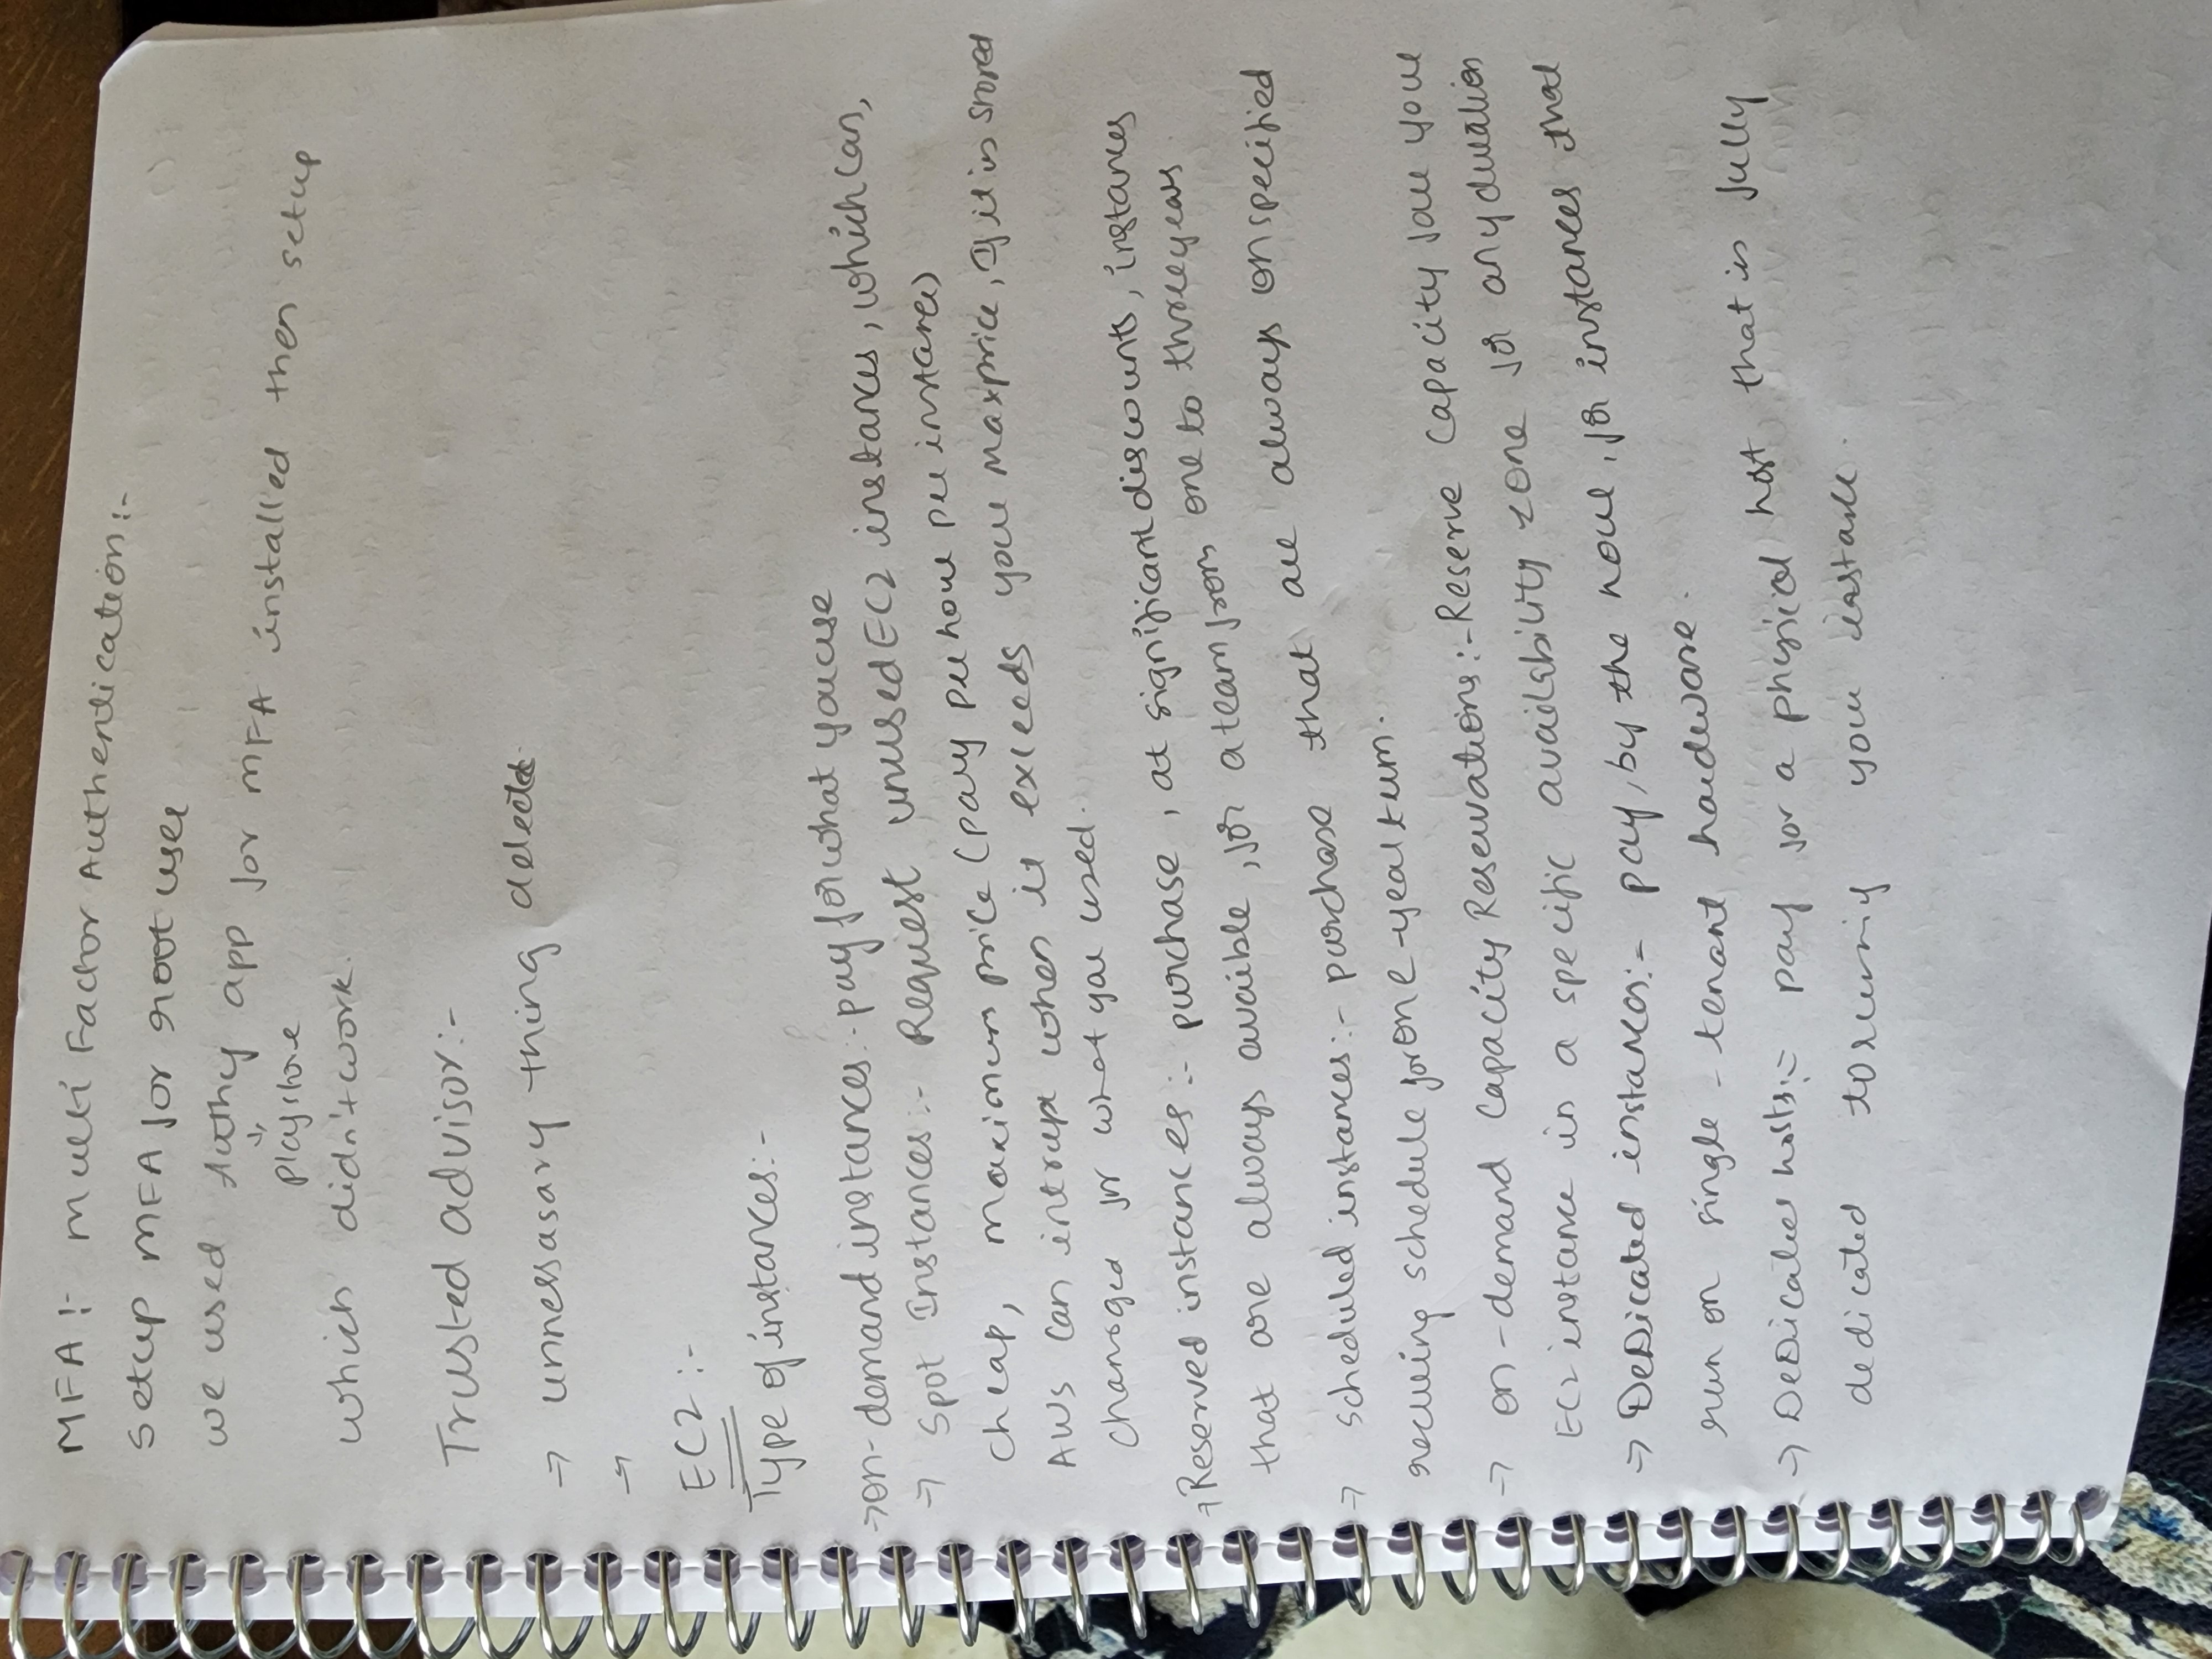 MFA :- Multi Factor Authentication:-
Setup MFA for root user
we used Authy app for MFA installed then setup
playstore
which didn't work.
Trusted advisor:-
→ unnessasary thing delected
→
EC2 :-
Type of instances:-
→ on-demand instances :- pay for what you use
→ Spot Instances:- Request unused EC2 instances, which can,
cheap, maximum price (pary per hour per instance)
AWS can intrupt when it exceeds your max price, If it is stored
charged for what you used.
→ Reserved instances:- purchase, at significant discounts, instances
that are always avaible, for a team from one to three years
→ scheduled instances:- purchase that are always on specified
recurring schedule for one-year term.
→ on-demand Capacity Reservations:- Reserve Capacity for your
EC2 instance in a specific availability zone for any duration
→ DeDicated instances:- pay, by the hour, for instances that
run on single-tenant hardware.
→ DeDicated hosts:- pay for a physical host that is fully
dedicated to running your instance.